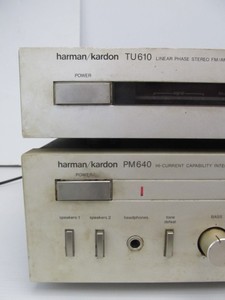 harman/kardon TU610 LINEAR PHASE STEREO FM/AM
POWER
harman/kardon PM640 HI-CURRENT CAPABILITY INTE
POWER
speakers 1 speakers 2 headphones tone defeat BASS